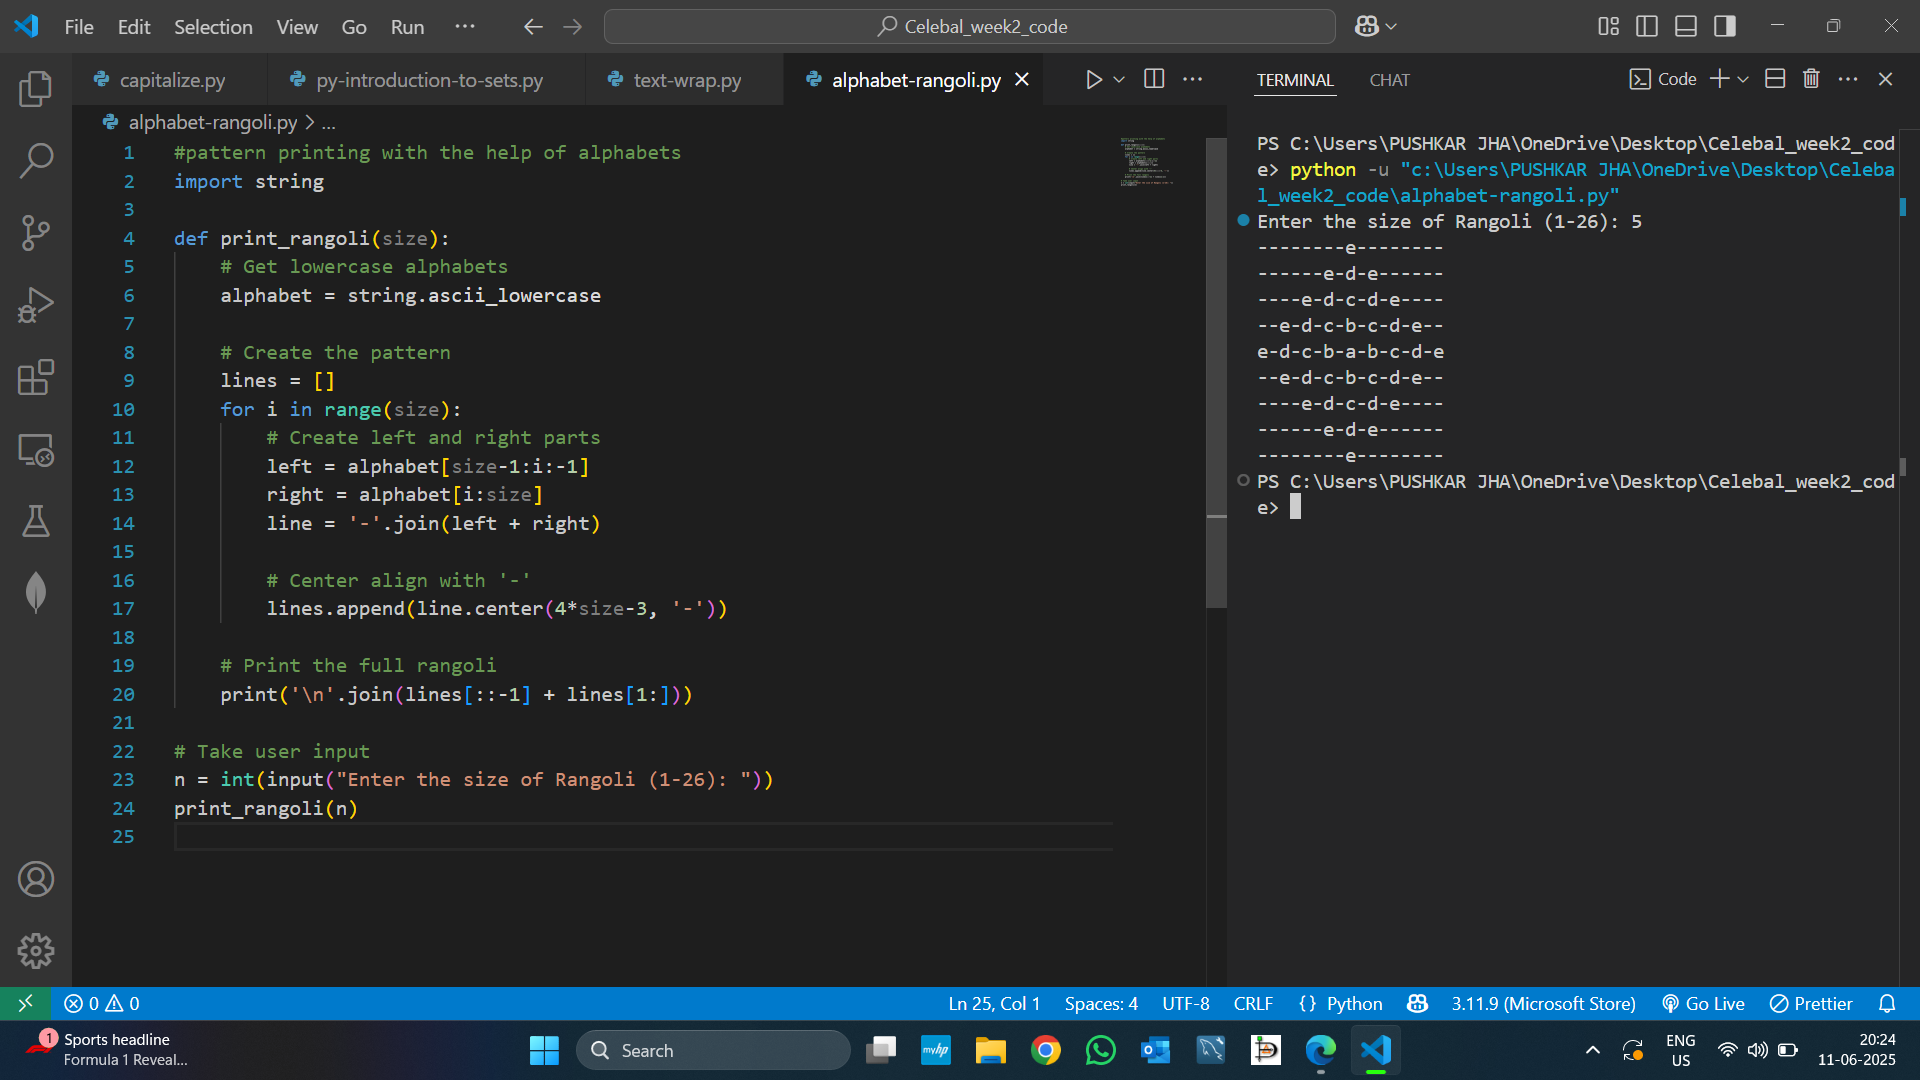 File Edit Selection View Go Run ··· Celebal_week2_code
capitalize.py py-introduction-to-sets.py text-wrap.py alphabet-rangoli.py
alphabet-rangoli.py > ...
1 #pattern printing with the help of alphabets
2 import string
3
4 def print_rangoli(size):
5 # Get lowercase alphabets
6 alphabet = string.ascii_lowercase
7
8 # Create the pattern
9 lines = []
10 for i in range(size):
11 # Create left and right parts
12 left = alphabet[size-1:i:-1]
13 right = alphabet[i:size]
14 line = '-'.join(left + right)
15
16 # Center align with '-'
17 lines.append(line.center(4*size-3, '-'))
18
19 # Print the full rangoli
20 print('\n'.join(lines[::-1] + lines[1:]))
21
22 # Take user input
23 n = int(input("Enter the size of Rangoli (1-26): "))
24 print_rangoli(n)
25
TERMINAL CHAT Code
PS C:\Users\PUSHKAR JHA\OneDrive\Desktop\Celebal_week2_cod
e> python -u "c:\Users\PUSHKAR JHA\OneDrive\Desktop\Celeba
l_week2_code\alphabet-rangoli.py"
Enter the size of Rangoli (1-26): 5
--------e--------
------e-d-e------
----e-d-c-d-e----
--e-d-c-b-c-d-e--
e-d-c-b-a-b-c-d-e
--e-d-c-b-c-d-e--
----e-d-c-d-e----
------e-d-e------
--------e--------
PS C:\Users\PUSHKAR JHA\OneDrive\Desktop\Celebal_week2_cod
e>
0 0 Ln 25, Col 1 Spaces: 4 UTF-8 CRLF {} Python 3.11.9 (Microsoft Store) Go Live Prettier
1 Sports headline
Formula 1 Reveal...
Search
myhp
ENG
US
20:24
11-06-2025